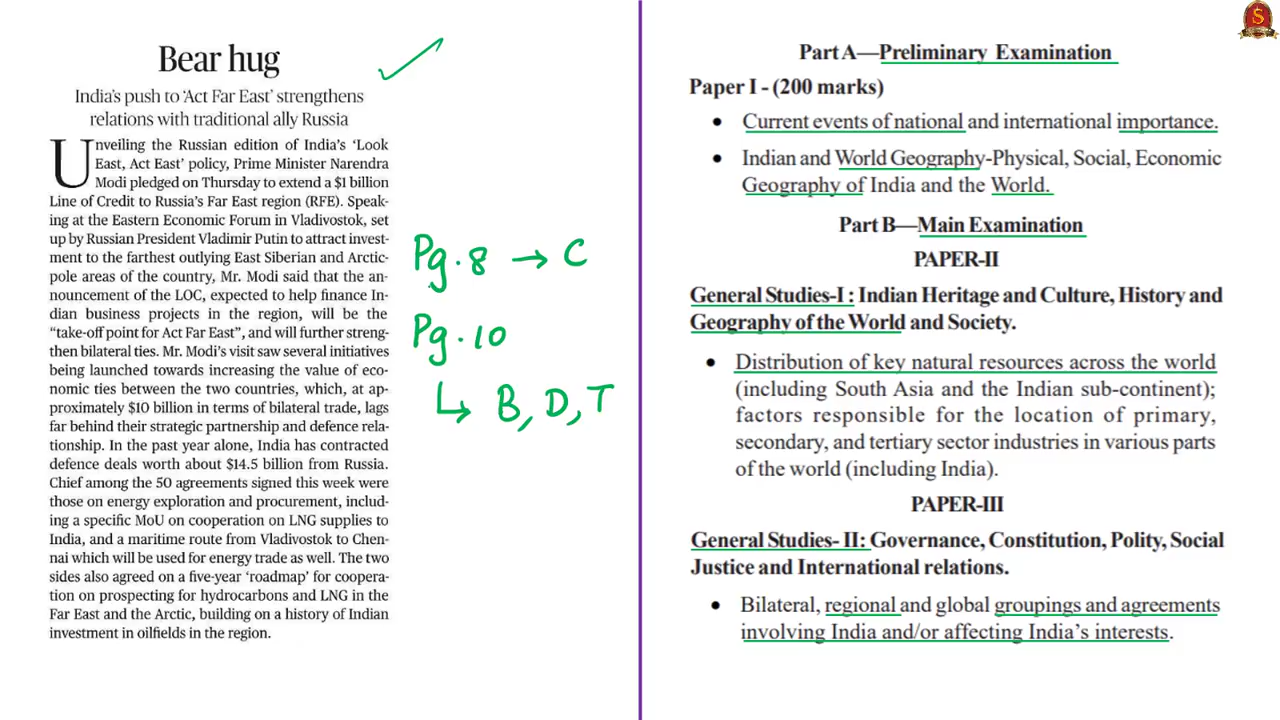 Bear hug
India's push to 'Act Far East' strengthens
relations with traditional ally Russia
Unveiling the Russian edition of India's 'Look
East, Act East' policy, Prime Minister Narendra
Modi pledged on Thursday to extend a $1 billion
Line of Credit to Russia's Far East region (RFE). Speak-
ing at the Eastern Economic Forum in Vladivostok, set
up by Russian President Vladimir Putin to attract invest-
ment to the farthest outlying East Siberian and Arctic-
pole areas of the country, Mr. Modi said that the an-
nouncement of the LOC, expected to help finance In-
dian business projects in the region, will be the
"take-off point for Act Far East", and will further streng-
then bilateral ties. Mr. Modi's visit saw several initiatives
being launched towards increasing the value of eco-
nomic ties between the two countries, which, at ap-
proximately $10 billion in terms of bilateral trade, lags
far behind their strategic partnership and defence rela-
tionship. In the past year alone, India has contracted
defence deals worth about $14.5 billion from Russia.
Chief among the 50 agreements signed this week were
those on energy exploration and procurement, includ-
ing a specific MoU on cooperation on LNG supplies to
India, and a maritime route from Vladivostok to Chen-
nai which will be used for energy trade as well. The two
sides also agreed on a five-year 'roadmap' for coopera-
tion on prospecting for hydrocarbons and LNG in the
Far East and the Arctic, building on a history of Indian
investment in oilfields in the region.
Pg. 8 → C
Pg. 10
↳ B, D, T
Part A—Preliminary Examination
Paper I - (200 marks)
• Current events of national and international importance.
• Indian and World Geography-Physical, Social, Economic
Geography of India and the World.
Part B—Main Examination
PAPER-II
General Studies-I : Indian Heritage and Culture, History and
Geography of the World and Society.
• Distribution of key natural resources across the world
(including South Asia and the Indian sub-continent);
factors responsible for the location of primary,
secondary, and tertiary sector industries in various parts
of the world (including India).
PAPER-III
General Studies- II: Governance, Constitution, Polity, Social
Justice and International relations.
• Bilateral, regional and global groupings and agreements
involving India and/or affecting India's interests.
S